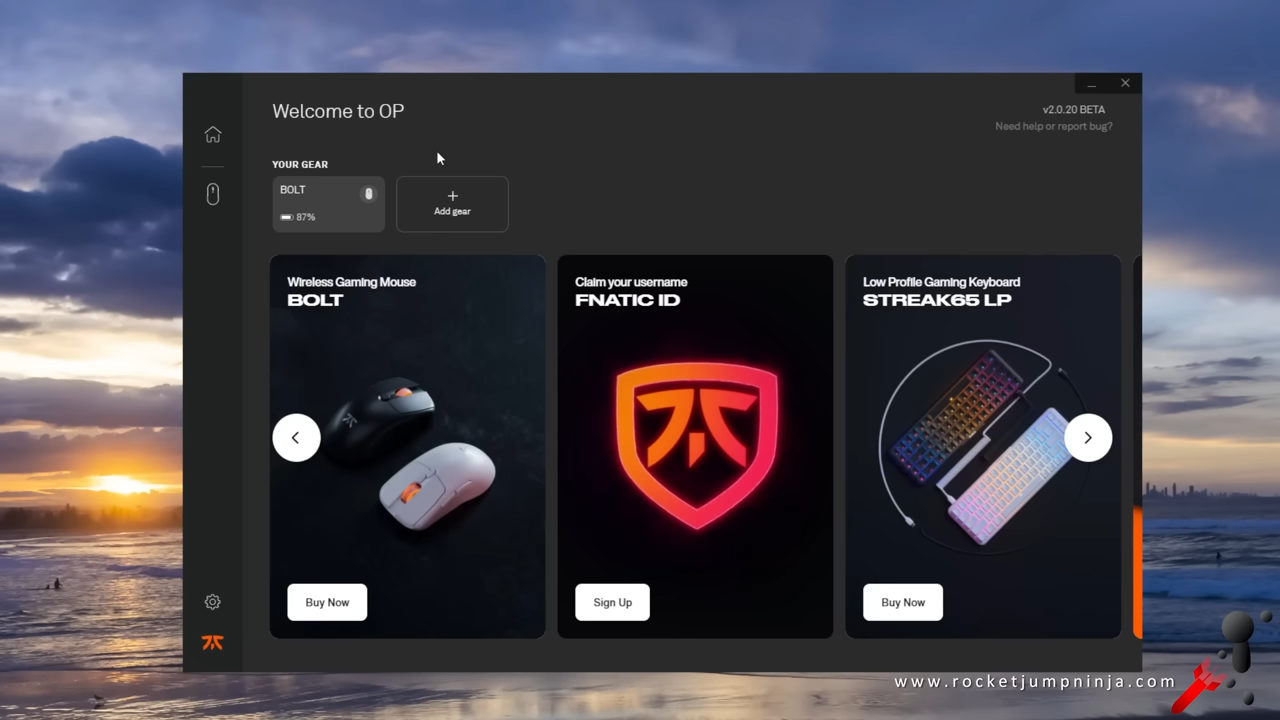 Welcome to OP
v2.0.20 BETA
Need help or report bug?
YOUR GEAR
BOLT
87%
+
Add gear
Wireless Gaming Mouse
BOLT
Buy Now
Claim your username
FNATIC ID
Sign Up
Low Profile Gaming Keyboard
STREAK65 LP
Buy Now
www.rocketjumpninja.com